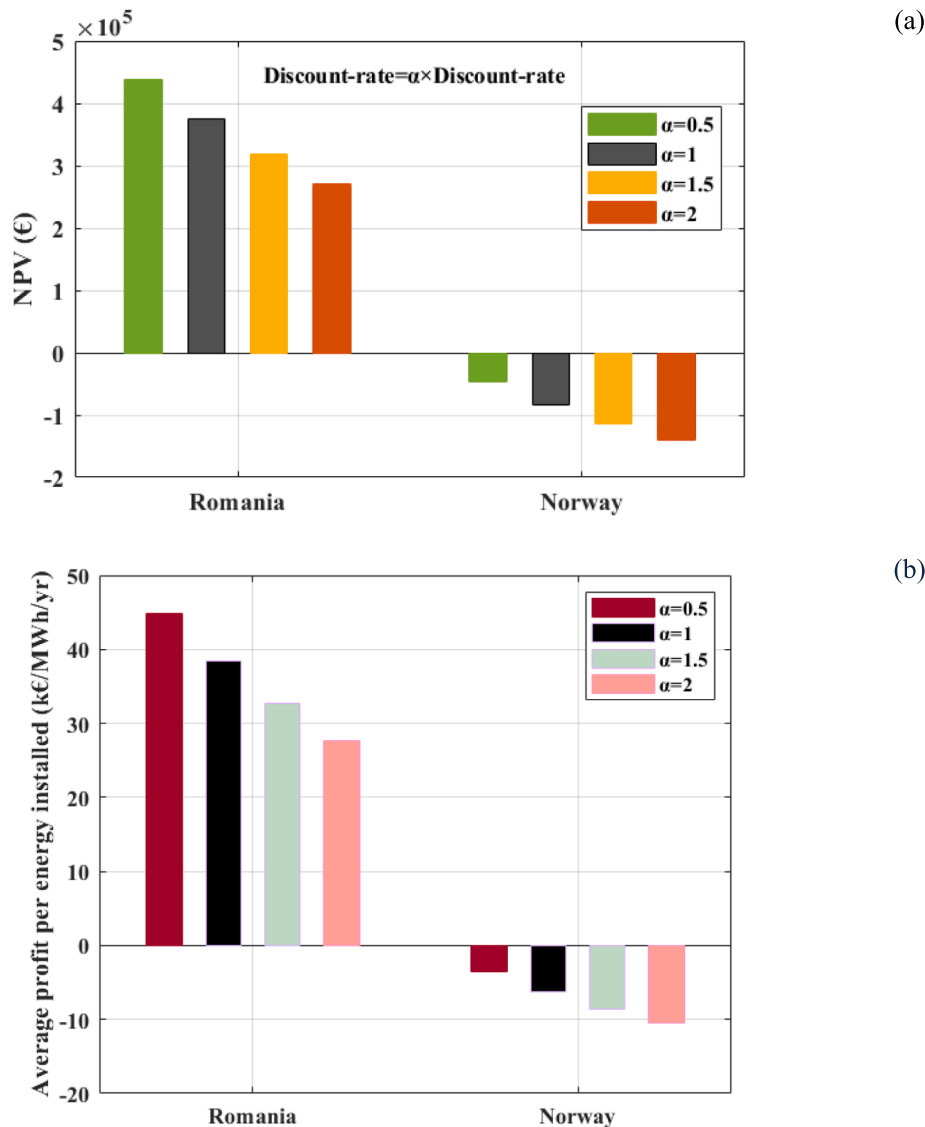 (a)
×10⁵
5
4
3
2
1
0
-1
-2
NPV (€)
Discount-rate=α×Discount-rate
α=0.5
α=1
α=1.5
α=2
Romania
Norway
(b)
50
40
30
20
10
0
-10
-20
Average profit per energy installed (k€/MWh/yr)
α=0.5
α=1
α=1.5
α=2
Romania
Norway